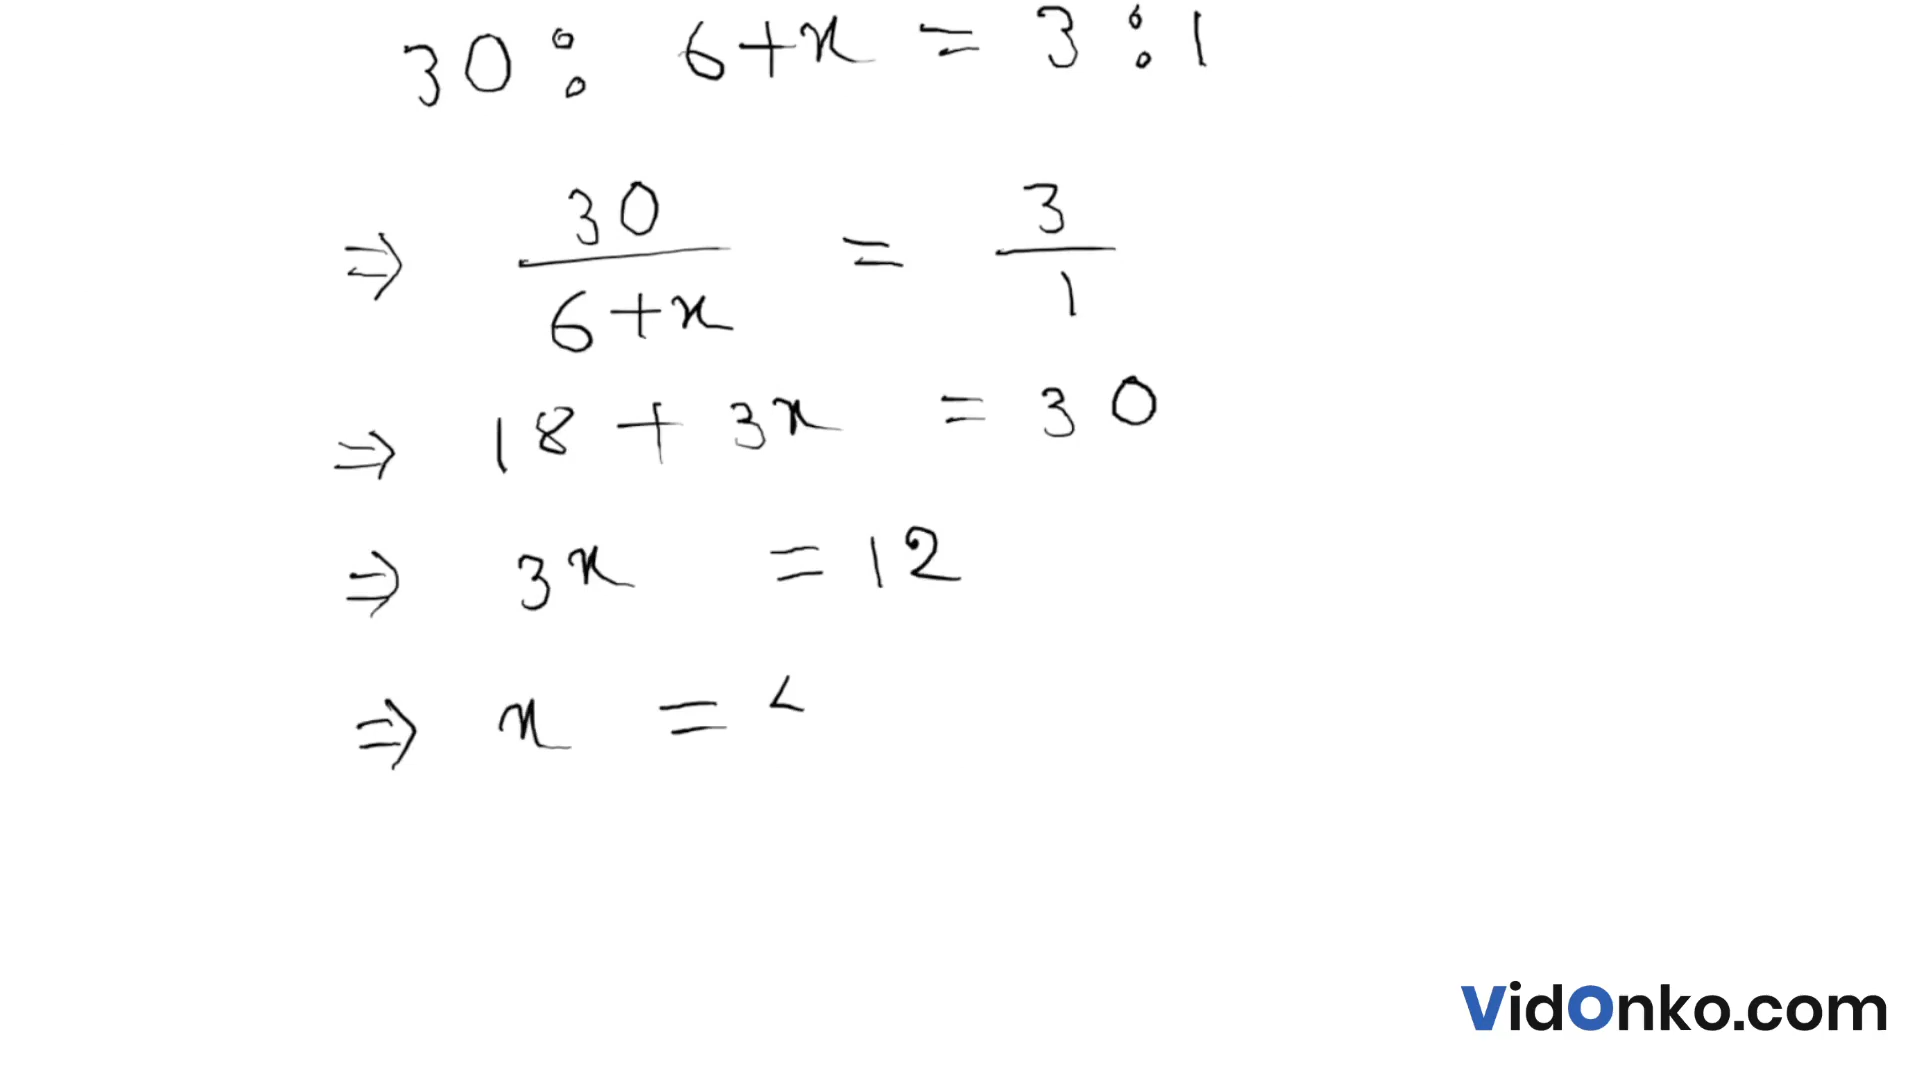 30 : 6+x = 3 : 1
⇒ 30/(6+x) = 3/1
⇒ 18 + 3x = 30
⇒ 3x = 12
⇒ x =
VidOnko.com